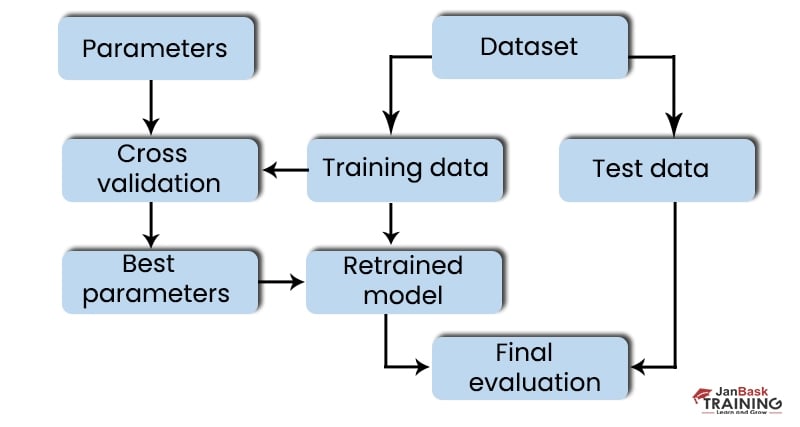 Parameters
Dataset
Cross
validation
Training data
Test data
Best
parameters
Retrained
model
Final
evaluation
JanBask
TRAINING
Learn and Grow